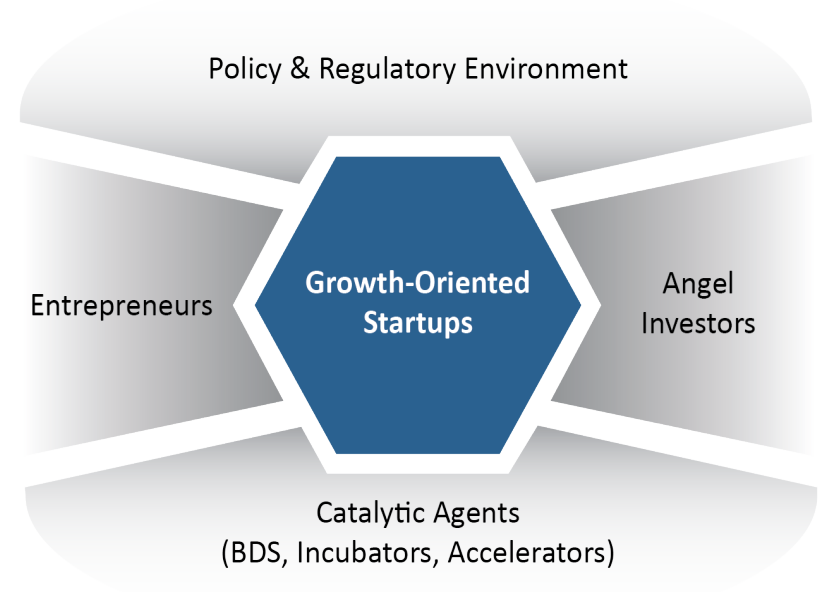 Policy & Regulatory Environment
Entrepreneurs
Growth-Oriented
Startups
Angel
Investors
Catalytic Agents
(BDS, Incubators, Accelerators)